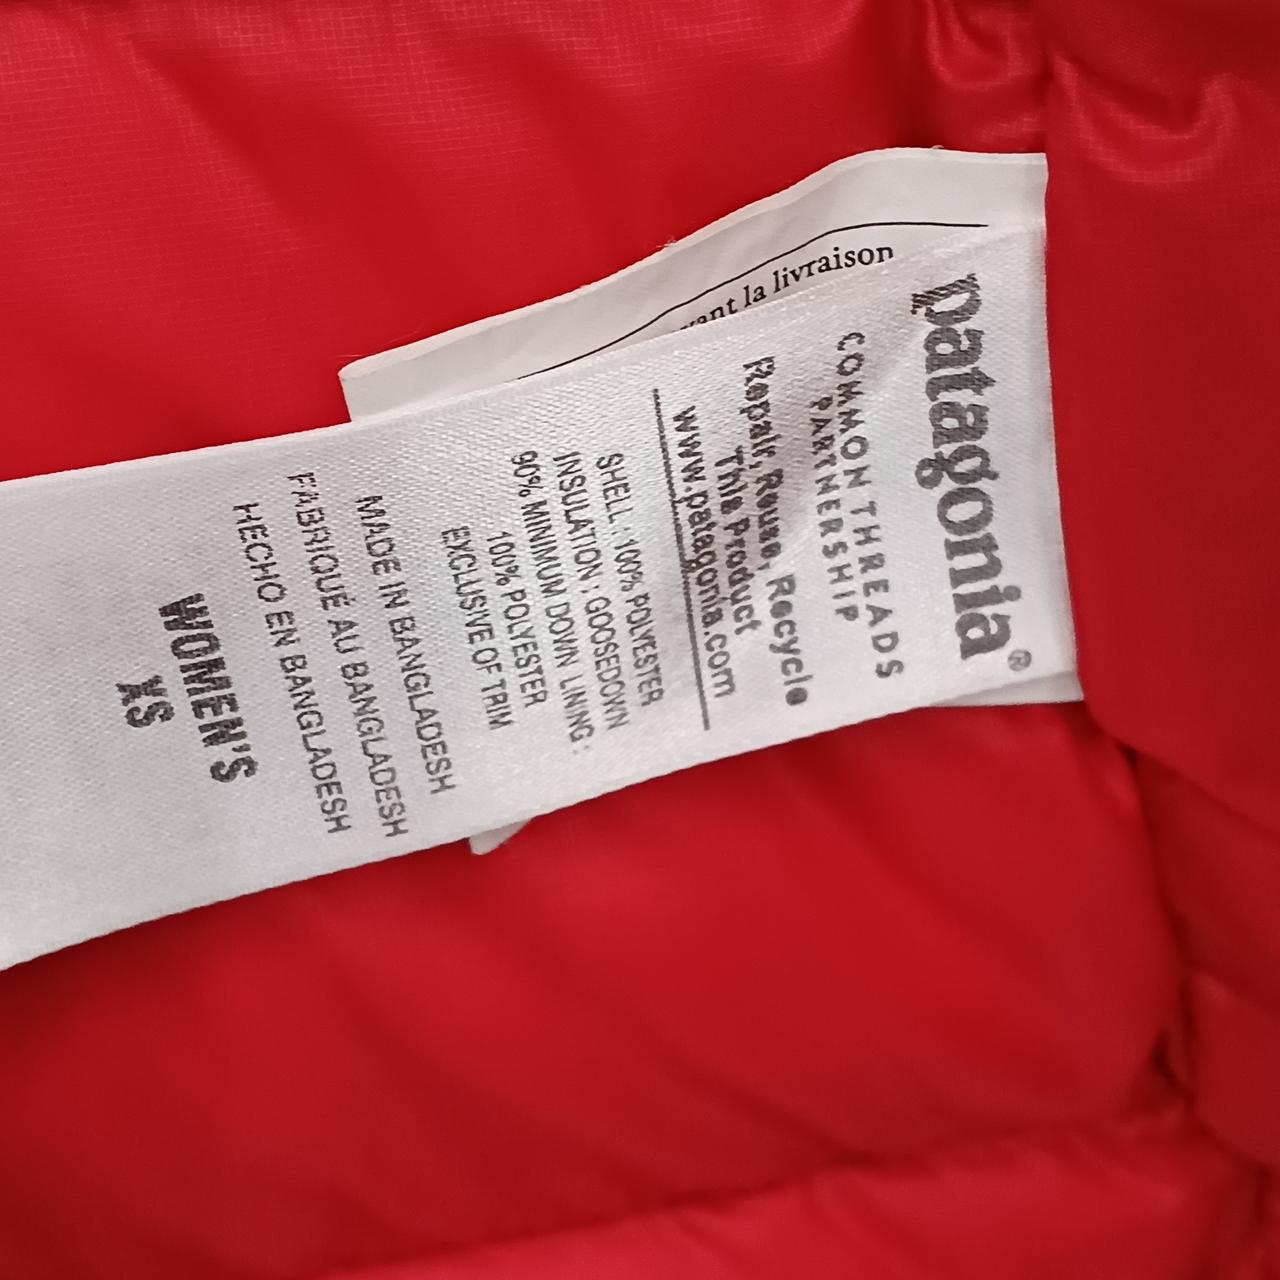 livraison
la
patagonia®
COMMON THREADS
PARTNERSHIP
Repair, Reuse, Recycle
This Product
www.patagonia.com
SHELL : 100% POLYESTER
INSULATION : GOOSEDOWN
90% MINIMUM DOWN LINING :
100% POLYESTER
EXCLUSIVE OF TRIM
MADE IN BANGLADESH
FABRIQUÉ AU BANGLADESH
HECHO EN BANGLADESH
WOMEN'S
XS